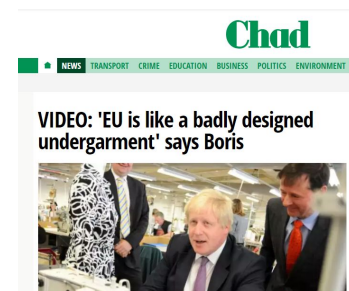 Chad
NEWS TRANSPORT CRIME EDUCATION BUSINESS POLITICS ENVIRONMENT
VIDEO: 'EU is like a badly designed
undergarment' says Boris